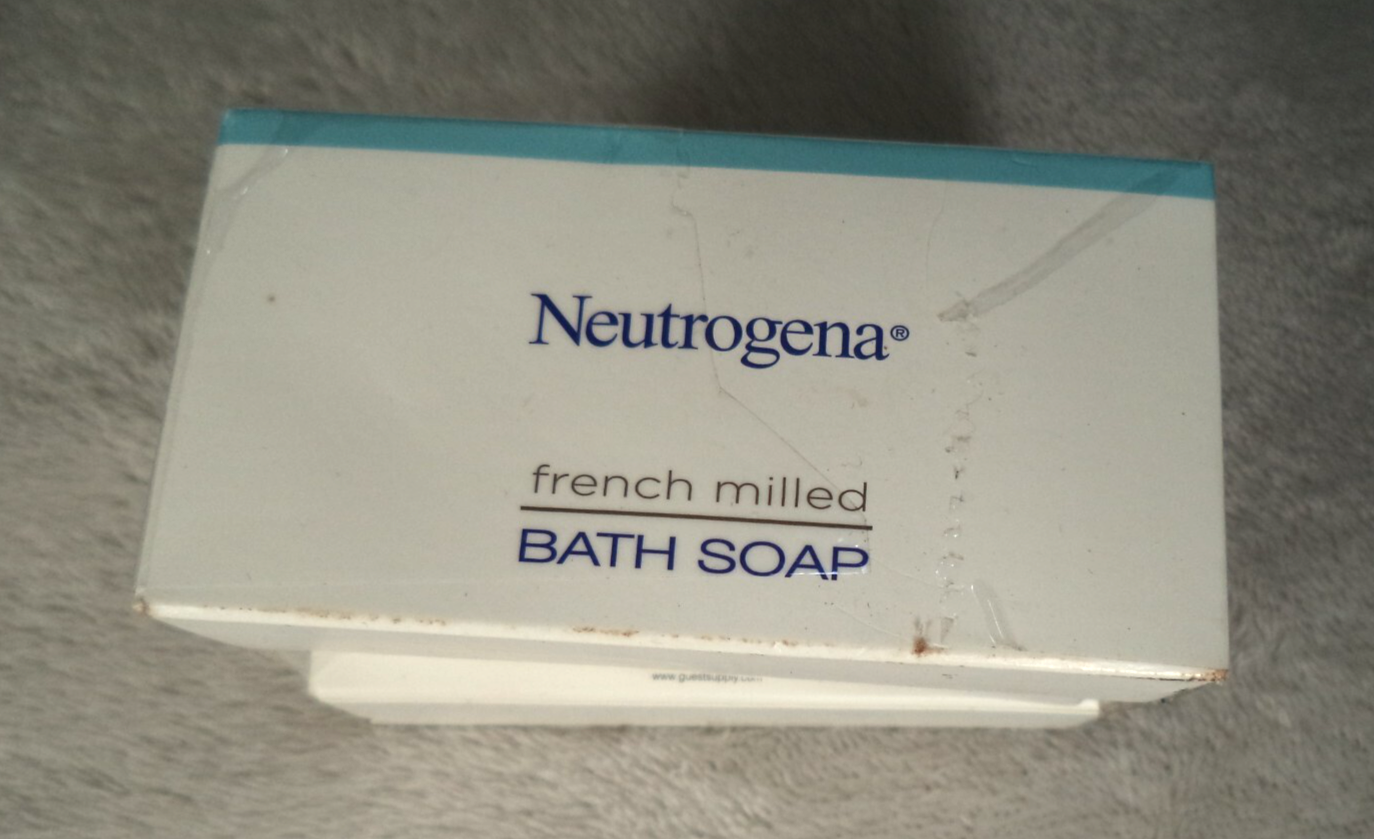 Neutrogena®
french milled
BATH SOAP
www.guestsupply.com